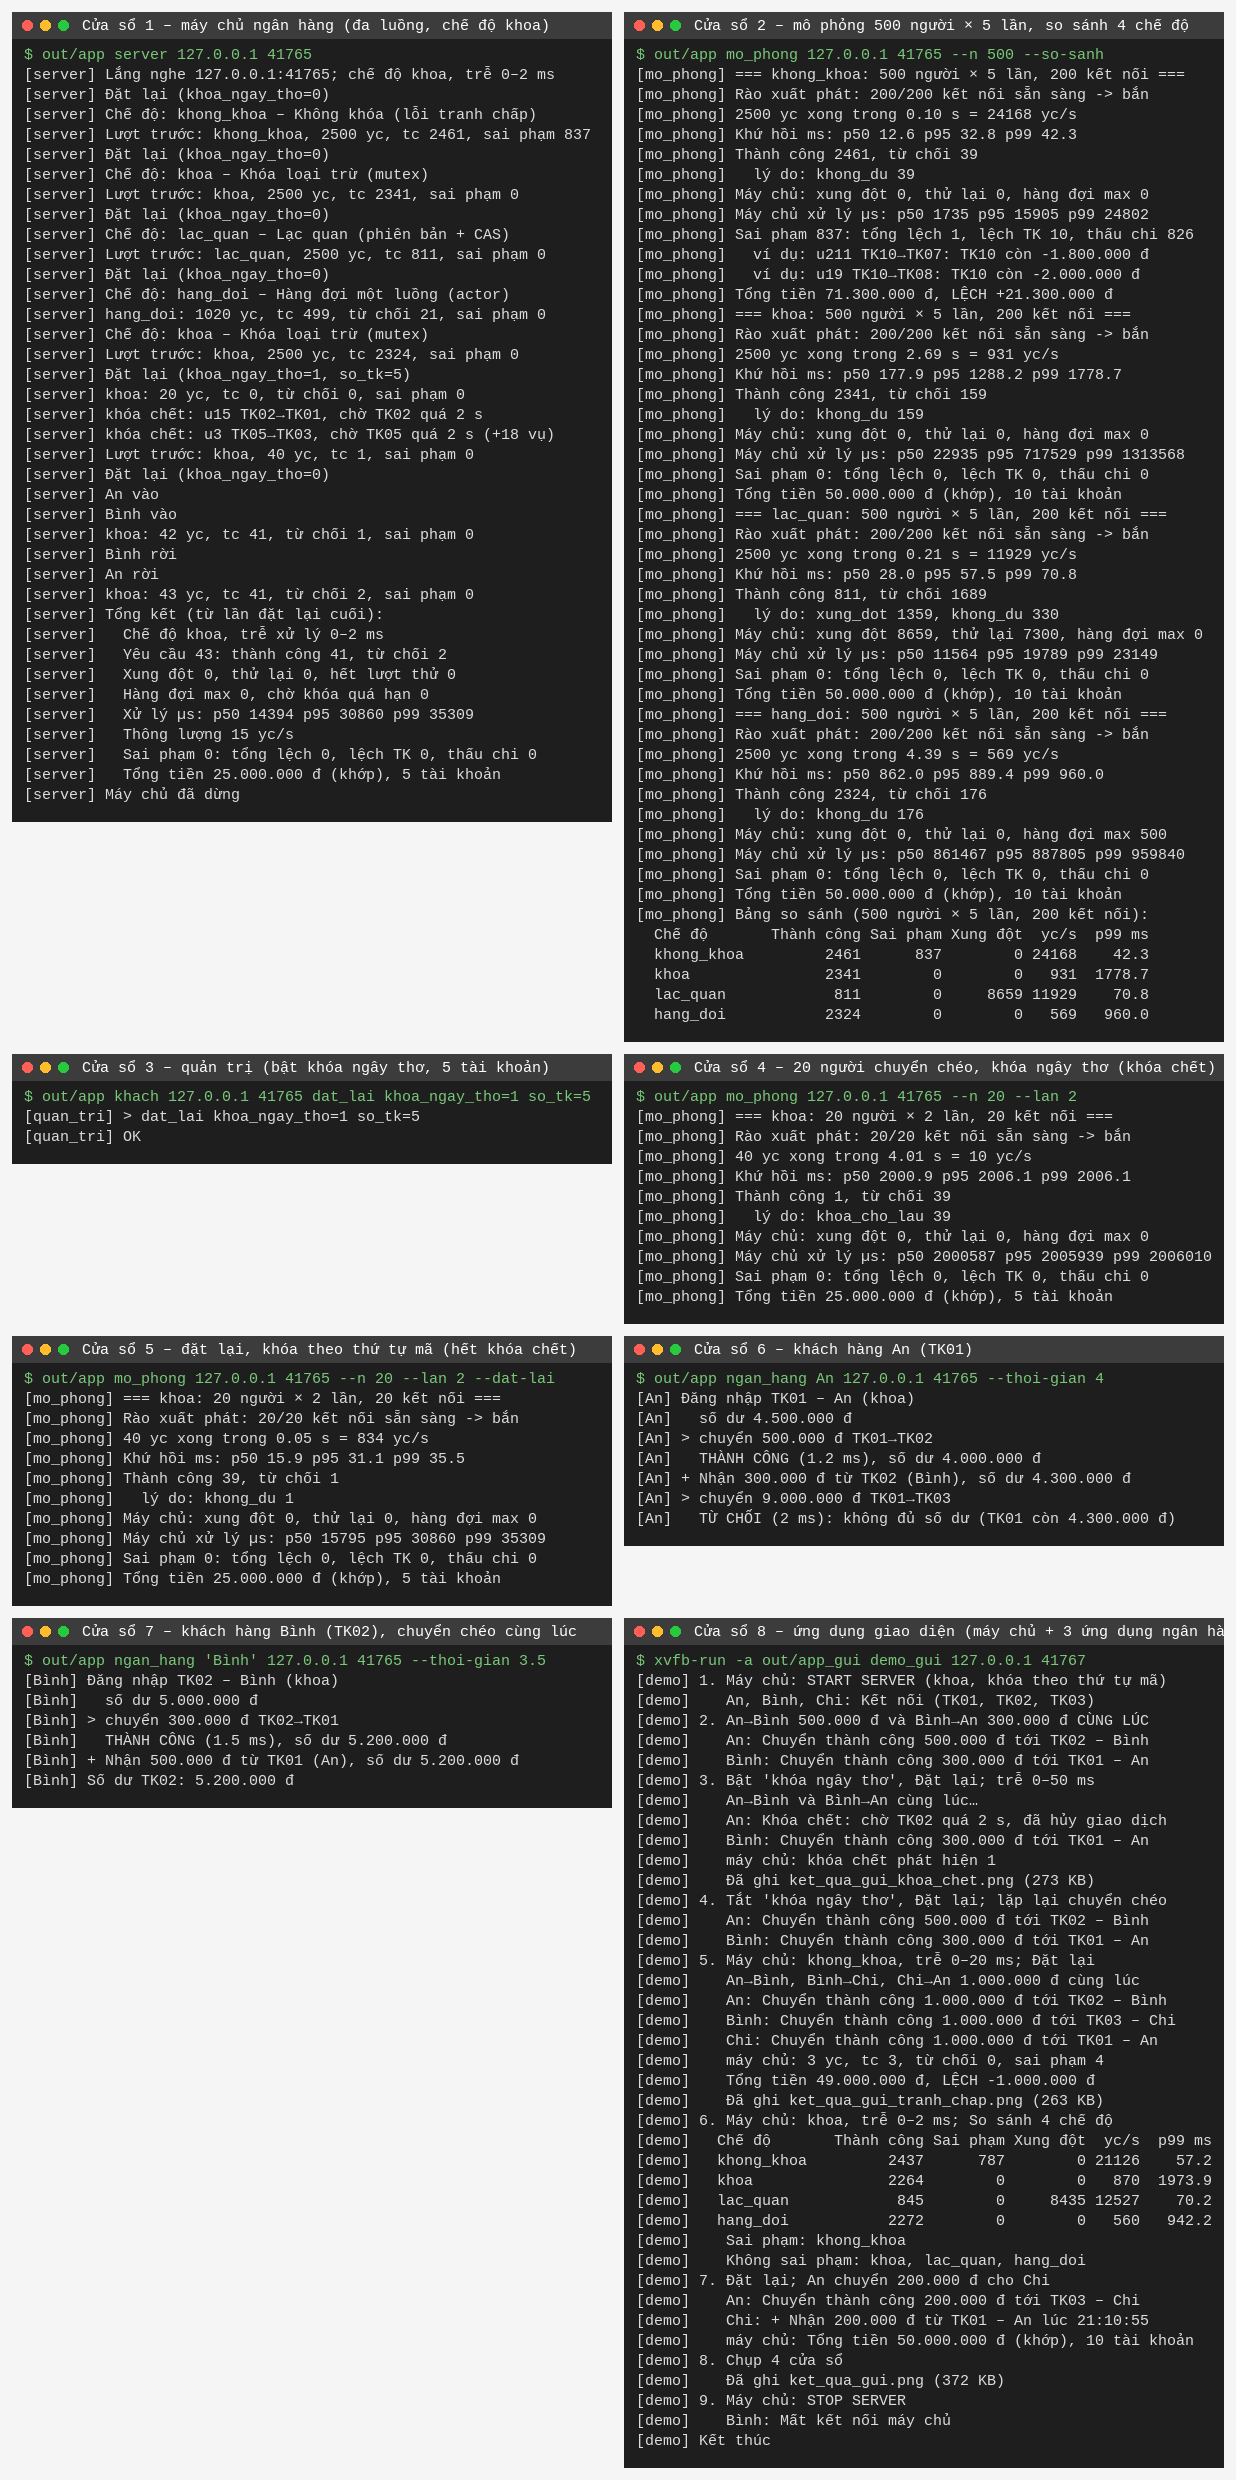 Cửa sổ 1 – máy chủ ngân hàng (đa luồng, chế độ khoa)
$ out/app server 127.0.0.1 41765
[server] Lắng nghe 127.0.0.1:41765; chế độ khoa, trễ 0–2 ms
[server] Đặt lại (khoa_ngay_tho=0)
[server] Chế độ: khong_khoa – Không khóa (lỗi tranh chấp)
[server] Lượt trước: khong_khoa, 2500 yc, tc 2461, sai phạm 837
[server] Đặt lại (khoa_ngay_tho=0)
[server] Chế độ: khoa – Khóa loại trừ (mutex)
[server] Lượt trước: khoa, 2500 yc, tc 2341, sai phạm 0
[server] Đặt lại (khoa_ngay_tho=0)
[server] Chế độ: lac_quan – Lạc quan (phiên bản + CAS)
[server] Lượt trước: lac_quan, 2500 yc, tc 811, sai phạm 0
[server] Đặt lại (khoa_ngay_tho=0)
[server] Chế độ: hang_doi – Hàng đợi một luồng (actor)
[server] hang_doi: 1020 yc, tc 499, từ chối 21, sai phạm 0
[server] Chế độ: khoa – Khóa loại trừ (mutex)
[server] Lượt trước: khoa, 2500 yc, tc 2324, sai phạm 0
[server] Đặt lại (khoa_ngay_tho=1, so_tk=5)
[server] khoa: 20 yc, tc 0, từ chối 0, sai phạm 0
[server] khóa chết: u15 TK02→TK01, chờ TK02 quá 2 s
[server] khóa chết: u3 TK05→TK03, chờ TK05 quá 2 s (+18 vụ)
[server] Lượt trước: khoa, 40 yc, tc 1, sai phạm 0
[server] Đặt lại (khoa_ngay_tho=0)
[server] An vào
[server] Bình vào
[server] khoa: 42 yc, tc 41, từ chối 1, sai phạm 0
[server] Bình rời
[server] An rời
[server] khoa: 43 yc, tc 41, từ chối 2, sai phạm 0
[server] Tổng kết (từ lần đặt lại cuối):
[server]   Chế độ khoa, trễ xử lý 0–2 ms
[server]   Yêu cầu 43: thành công 41, từ chối 2
[server]   Xung đột 0, thử lại 0, hết lượt thử 0
[server]   Hàng đợi max 0, chờ khóa quá hạn 0
[server]   Xử lý µs: p50 14394 p95 30860 p99 35309
[server]   Thông lượng 15 yc/s
[server]   Sai phạm 0: tổng lệch 0, lệch TK 0, thấu chi 0
[server]   Tổng tiền 25.000.000 đ (khớp), 5 tài khoản
[server] Máy chủ đã dừng
Cửa sổ 2 – mô phỏng 500 người × 5 lần, so sánh 4 chế độ
$ out/app mo_phong 127.0.0.1 41765 --n 500 --so-sanh
[mo_phong] === khong_khoa: 500 người × 5 lần, 200 kết nối ===
[mo_phong] Rào xuất phát: 200/200 kết nối sẵn sàng -> bắn
[mo_phong] 2500 yc xong trong 0.10 s = 24168 yc/s
[mo_phong] Khứ hồi ms: p50 12.6 p95 32.8 p99 42.3
[mo_phong] Thành công 2461, từ chối 39
[mo_phong]   lý do: khong_du 39
[mo_phong] Máy chủ: xung đột 0, thử lại 0, hàng đợi max 0
[mo_phong] Máy chủ xử lý µs: p50 1735 p95 15905 p99 24802
[mo_phong] Sai phạm 837: tổng lệch 1, lệch TK 10, thấu chi 826
[mo_phong]   ví dụ: u211 TK10→TK07: TK10 còn -1.800.000 đ
[mo_phong]   ví dụ: u19 TK10→TK08: TK10 còn -2.000.000 đ
[mo_phong] Tổng tiền 71.300.000 đ, LỆCH +21.300.000 đ
[mo_phong] === khoa: 500 người × 5 lần, 200 kết nối ===
[mo_phong] Rào xuất phát: 200/200 kết nối sẵn sàng -> bắn
[mo_phong] 2500 yc xong trong 2.69 s = 931 yc/s
[mo_phong] Khứ hồi ms: p50 177.9 p95 1288.2 p99 1778.7
[mo_phong] Thành công 2341, từ chối 159
[mo_phong]   lý do: khong_du 159
[mo_phong] Máy chủ: xung đột 0, thử lại 0, hàng đợi max 0
[mo_phong] Máy chủ xử lý µs: p50 22935 p95 717529 p99 1313568
[mo_phong] Sai phạm 0: tổng lệch 0, lệch TK 0, thấu chi 0
[mo_phong] Tổng tiền 50.000.000 đ (khớp), 10 tài khoản
[mo_phong] === lac_quan: 500 người × 5 lần, 200 kết nối ===
[mo_phong] Rào xuất phát: 200/200 kết nối sẵn sàng -> bắn
[mo_phong] 2500 yc xong trong 0.21 s = 11929 yc/s
[mo_phong] Khứ hồi ms: p50 28.0 p95 57.5 p99 70.8
[mo_phong] Thành công 811, từ chối 1689
[mo_phong]   lý do: xung_dot 1359, khong_du 330
[mo_phong] Máy chủ: xung đột 8659, thử lại 7300, hàng đợi max 0
[mo_phong] Máy chủ xử lý µs: p50 11564 p95 19789 p99 23149
[mo_phong] Sai phạm 0: tổng lệch 0, lệch TK 0, thấu chi 0
[mo_phong] Tổng tiền 50.000.000 đ (khớp), 10 tài khoản
[mo_phong] === hang_doi: 500 người × 5 lần, 200 kết nối ===
[mo_phong] Rào xuất phát: 200/200 kết nối sẵn sàng -> bắn
[mo_phong] 2500 yc xong trong 4.39 s = 569 yc/s
[mo_phong] Khứ hồi ms: p50 862.0 p95 889.4 p99 960.0
[mo_phong] Thành công 2324, từ chối 176
[mo_phong]   lý do: khong_du 176
[mo_phong] Máy chủ: xung đột 0, thử lại 0, hàng đợi max 500
[mo_phong] Máy chủ xử lý µs: p50 861467 p95 887805 p99 959840
[mo_phong] Sai phạm 0: tổng lệch 0, lệch TK 0, thấu chi 0
[mo_phong] Tổng tiền 50.000.000 đ (khớp), 10 tài khoản
[mo_phong] Bảng so sánh (500 người × 5 lần, 200 kết nối):
  Chế độ       Thành công Sai phạm Xung đột  yc/s  p99 ms
  khong_khoa         2461      837        0 24168    42.3
  khoa               2341        0        0   931  1778.7
  lac_quan            811        0     8659 11929    70.8
  hang_doi           2324        0        0   569   960.0
Cửa sổ 3 – quản trị (bật khóa ngây thơ, 5 tài khoản)
$ out/app khach 127.0.0.1 41765 dat_lai khoa_ngay_tho=1 so_tk=5
[quan_tri] > dat_lai khoa_ngay_tho=1 so_tk=5
[quan_tri] OK
Cửa sổ 4 – 20 người chuyển chéo, khóa ngây thơ (khóa chết)
$ out/app mo_phong 127.0.0.1 41765 --n 20 --lan 2
[mo_phong] === khoa: 20 người × 2 lần, 20 kết nối ===
[mo_phong] Rào xuất phát: 20/20 kết nối sẵn sàng -> bắn
[mo_phong] 40 yc xong trong 4.01 s = 10 yc/s
[mo_phong] Khứ hồi ms: p50 2000.9 p95 2006.1 p99 2006.1
[mo_phong] Thành công 1, từ chối 39
[mo_phong]   lý do: khoa_cho_lau 39
[mo_phong] Máy chủ: xung đột 0, thử lại 0, hàng đợi max 0
[mo_phong] Máy chủ xử lý µs: p50 2000587 p95 2005939 p99 2006010
[mo_phong] Sai phạm 0: tổng lệch 0, lệch TK 0, thấu chi 0
[mo_phong] Tổng tiền 25.000.000 đ (khớp), 5 tài khoản
Cửa sổ 5 – đặt lại, khóa theo thứ tự mã (hết khóa chết)
$ out/app mo_phong 127.0.0.1 41765 --n 20 --lan 2 --dat-lai
[mo_phong] === khoa: 20 người × 2 lần, 20 kết nối ===
[mo_phong] Rào xuất phát: 20/20 kết nối sẵn sàng -> bắn
[mo_phong] 40 yc xong trong 0.05 s = 834 yc/s
[mo_phong] Khứ hồi ms: p50 15.9 p95 31.1 p99 35.5
[mo_phong] Thành công 39, từ chối 1
[mo_phong]   lý do: khong_du 1
[mo_phong] Máy chủ: xung đột 0, thử lại 0, hàng đợi max 0
[mo_phong] Máy chủ xử lý µs: p50 15795 p95 30860 p99 35309
[mo_phong] Sai phạm 0: tổng lệch 0, lệch TK 0, thấu chi 0
[mo_phong] Tổng tiền 25.000.000 đ (khớp), 5 tài khoản
Cửa sổ 6 – khách hàng An (TK01)
$ out/app ngan_hang An 127.0.0.1 41765 --thoi-gian 4
[An] Đăng nhập TK01 – An (khoa)
[An]   số dư 4.500.000 đ
[An] > chuyển 500.000 đ TK01→TK02
[An]   THÀNH CÔNG (1.2 ms), số dư 4.000.000 đ
[An] + Nhận 300.000 đ từ TK02 (Bình), số dư 4.300.000 đ
[An] > chuyển 9.000.000 đ TK01→TK03
[An]   TỪ CHỐI (2 ms): không đủ số dư (TK01 còn 4.300.000 đ)
Cửa sổ 7 – khách hàng Bình (TK02), chuyển chéo cùng lúc
$ out/app ngan_hang 'Bình' 127.0.0.1 41765 --thoi-gian 3.5
[Bình] Đăng nhập TK02 – Bình (khoa)
[Bình]   số dư 5.000.000 đ
[Bình] > chuyển 300.000 đ TK02→TK01
[Bình]   THÀNH CÔNG (1.5 ms), số dư 5.200.000 đ
[Bình] + Nhận 500.000 đ từ TK01 (An), số dư 5.200.000 đ
[Bình] Số dư TK02: 5.200.000 đ
Cửa sổ 8 – ứng dụng giao diện (máy chủ + 3 ứng dụng ngân hà
$ xvfb-run -a out/app_gui demo_gui 127.0.0.1 41767
[demo] 1. Máy chủ: START SERVER (khoa, khóa theo thứ tự mã)
[demo]    An, Bình, Chi: Kết nối (TK01, TK02, TK03)
[demo] 2. An→Bình 500.000 đ và Bình→An 300.000 đ CÙNG LÚC
[demo]    An: Chuyển thành công 500.000 đ tới TK02 – Bình
[demo]    Bình: Chuyển thành công 300.000 đ tới TK01 – An
[demo] 3. Bật 'khóa ngây thơ', Đặt lại; trễ 0–50 ms
[demo]    An→Bình và Bình→An cùng lúc…
[demo]    An: Khóa chết: chờ TK02 quá 2 s, đã hủy giao dịch
[demo]    Bình: Chuyển thành công 300.000 đ tới TK01 – An
[demo]    máy chủ: khóa chết phát hiện 1
[demo]    Đã ghi ket_qua_gui_khoa_chet.png (273 KB)
[demo] 4. Tắt 'khóa ngây thơ', Đặt lại; lặp lại chuyển chéo
[demo]    An: Chuyển thành công 500.000 đ tới TK02 – Bình
[demo]    Bình: Chuyển thành công 300.000 đ tới TK01 – An
[demo] 5. Máy chủ: khong_khoa, trễ 0–20 ms; Đặt lại
[demo]    An→Bình, Bình→Chi, Chi→An 1.000.000 đ cùng lúc
[demo]    An: Chuyển thành công 1.000.000 đ tới TK02 – Bình
[demo]    Bình: Chuyển thành công 1.000.000 đ tới TK03 – Chi
[demo]    Chi: Chuyển thành công 1.000.000 đ tới TK01 – An
[demo]    máy chủ: 3 yc, tc 3, từ chối 0, sai phạm 4
[demo]    Tổng tiền 49.000.000 đ, LỆCH -1.000.000 đ
[demo]    Đã ghi ket_qua_gui_tranh_chap.png (263 KB)
[demo] 6. Máy chủ: khoa, trễ 0–2 ms; So sánh 4 chế độ
[demo]   Chế độ       Thành công Sai phạm Xung đột  yc/s  p99 ms
[demo]   khong_khoa         2437      787        0 21126    57.2
[demo]   khoa               2264        0        0   870  1973.9
[demo]   lac_quan            845        0     8435 12527    70.2
[demo]   hang_doi           2272        0        0   560   942.2
[demo]    Sai phạm: khong_khoa
[demo]    Không sai phạm: khoa, lac_quan, hang_doi
[demo] 7. Đặt lại; An chuyển 200.000 đ cho Chi
[demo]    An: Chuyển thành công 200.000 đ tới TK03 – Chi
[demo]    Chi: + Nhận 200.000 đ từ TK01 – An lúc 21:10:55
[demo]    máy chủ: Tổng tiền 50.000.000 đ (khớp), 10 tài khoản
[demo] 8. Chụp 4 cửa sổ
[demo]    Đã ghi ket_qua_gui.png (372 KB)
[demo] 9. Máy chủ: STOP SERVER
[demo]    Bình: Mất kết nối máy chủ
[demo] Kết thúc